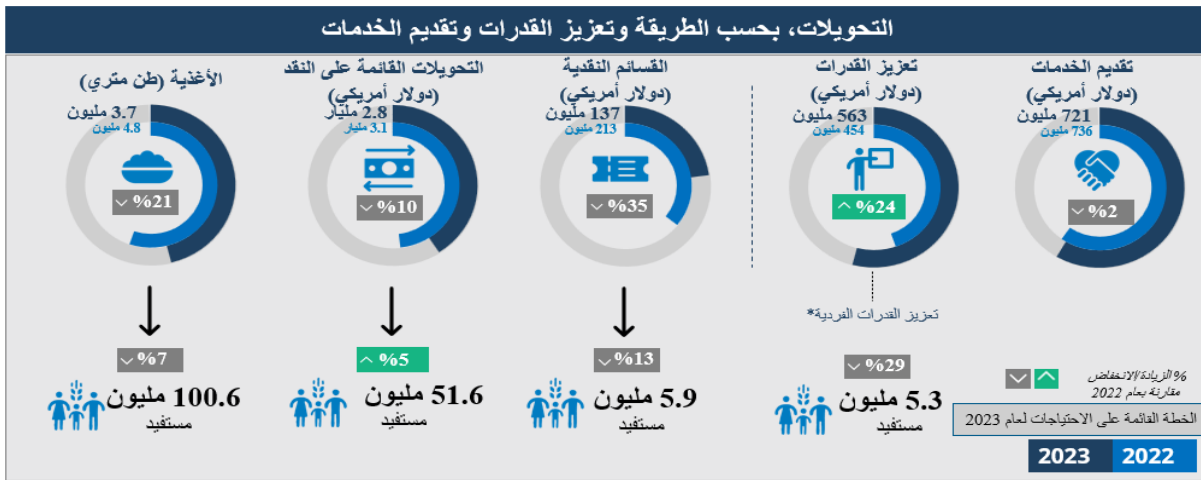 التحويلات، بحسب الطريقة وتعزيز القدرات وتقديم الخدمات
تقديم الخدمات
(دولار أمريكي)
721 مليون
736 مليون
%2
تعزيز القدرات
(دولار أمريكي)
563 مليون
454 مليون
%24
تعزيز القدرات الفردية*
%29
5.3 مليون
مستفيد
القسائم النقدية
(دولار أمريكي)
137 مليون
213 مليون
%35
%13
5.9 مليون
مستفيد
التحويلات القائمة على النقد
(دولار أمريكي)
2.8 مليار
3.1 مليار
%10
%5
51.6 مليون
مستفيد
الأغذية (طن متري)
3.7 مليون
4.8 مليون
%21
%7
100.6 مليون
مستفيد
%الزيادة/الانخفاض
مقارنة بعام 2022
الخطة القائمة على الاحتياجات لعام 2023
2023 2022